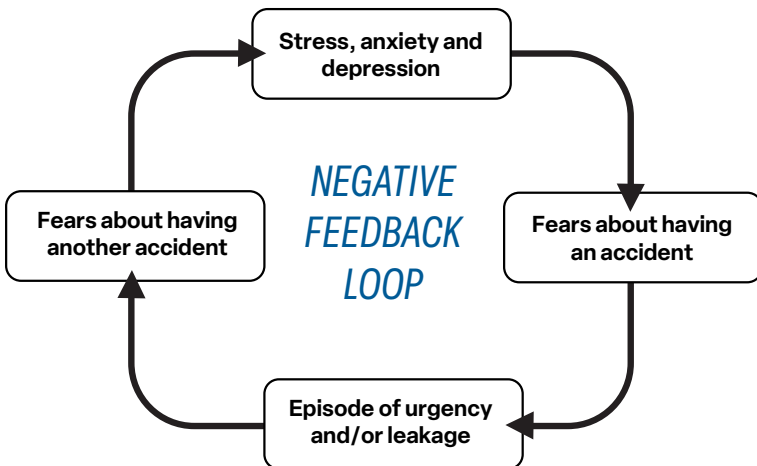 Stress, anxiety and
depression
NEGATIVE
FEEDBACK
LOOP
Fears about having
another accident
Fears about having
an accident
Episode of urgency
and/or leakage